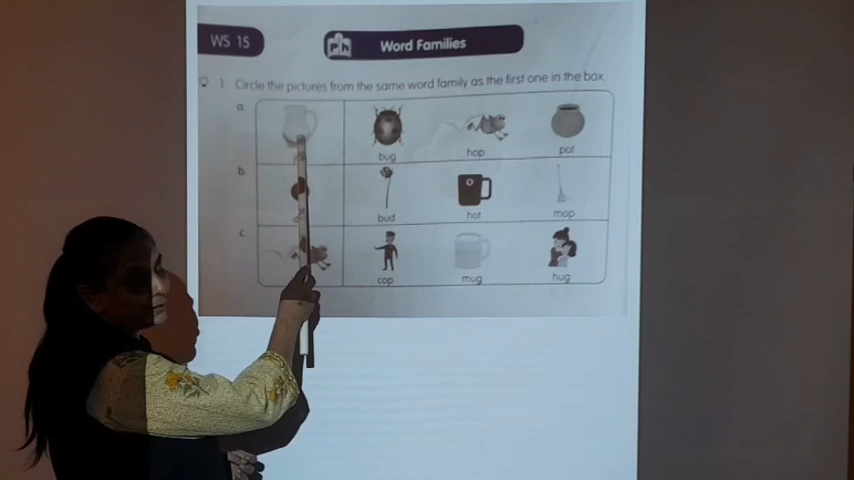 WS 15
Ph
Word Families
1. Circle the pictures from the same word family as the first one in the box.
a.
bug hop pot
b.
bud hot mop
c.
cop mug hug